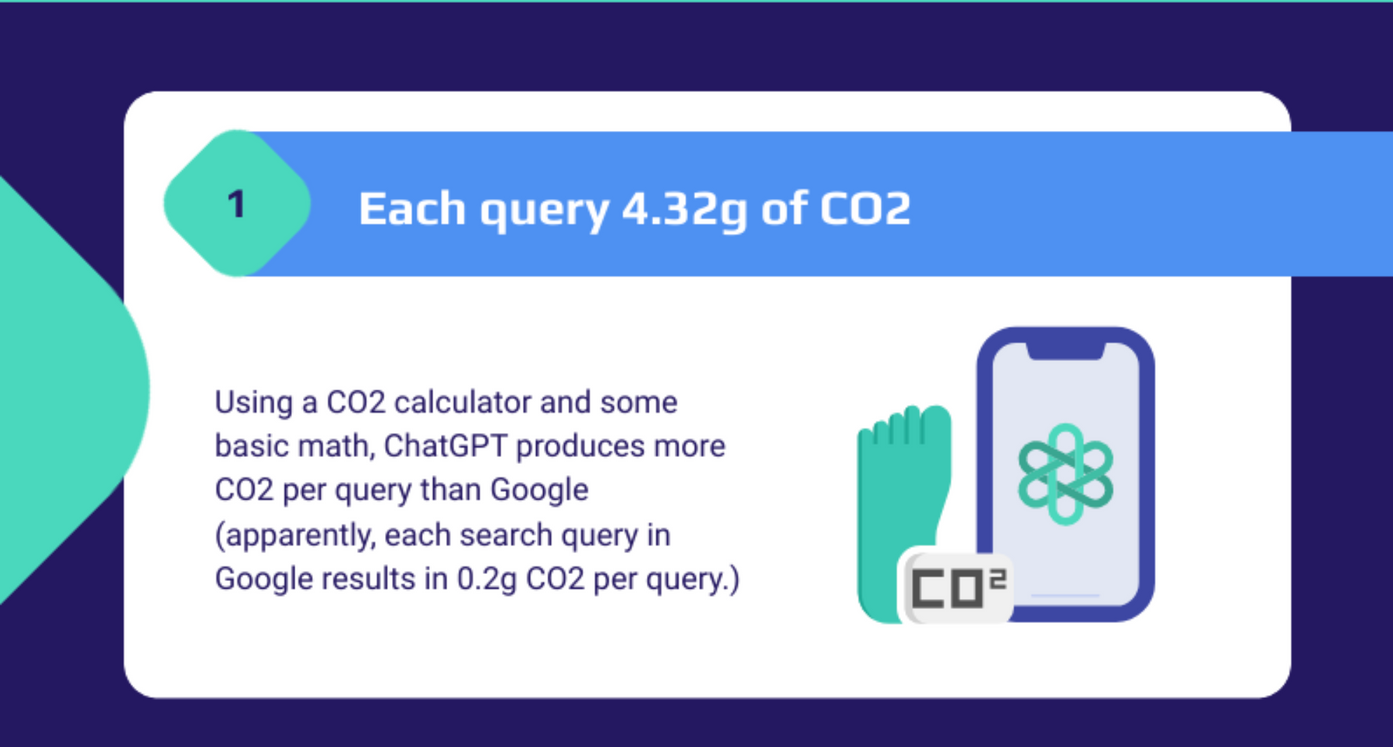 1
Each query 4.32g of CO2
Using a CO2 calculator and some
basic math, ChatGPT produces more
CO2 per query than Google
(apparently, each search query in
Google results in 0.2g CO2 per query.)
CO²